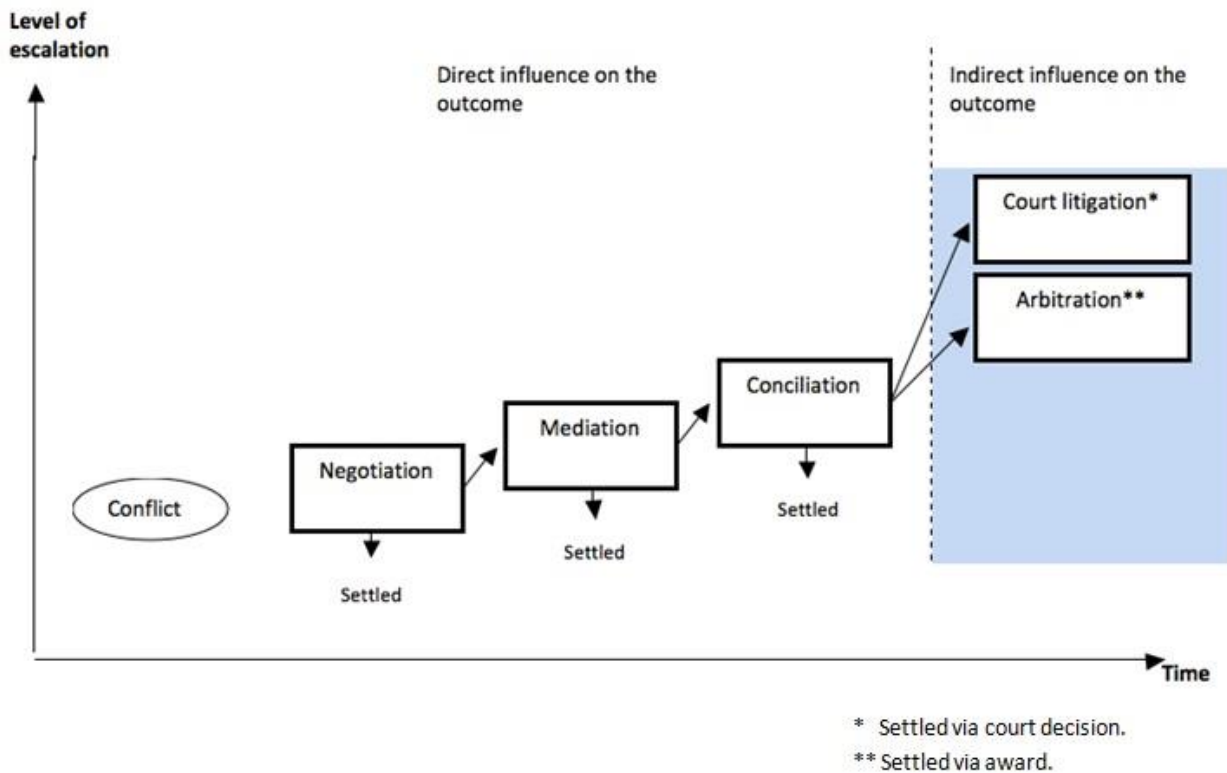 Level of
escalation
Direct influence on the
outcome
Indirect influence on the
outcome
Court litigation*
Arbitration**
Conciliation
Mediation
Negotiation
Conflict
Settled
Settled
Settled
Time
* Settled via court decision.
** Settled via award.